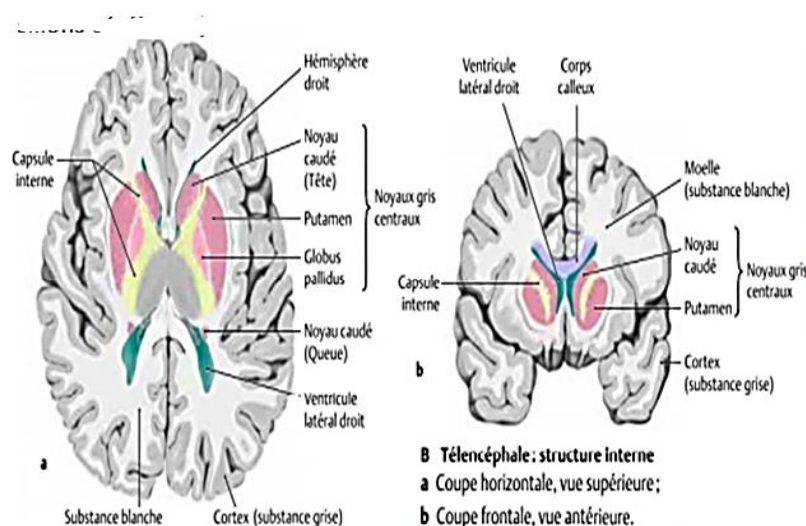 Hémisphère
droit
Noyau
caudé
(Tête)
Capsule
interne
Noyaux gris
centraux
Putamen
Globus
pallidus
Noyau caudé
(Queue)
Ventricule
latéral droit
a
Substance blanche
Cortex (substance grise)
Ventricule
latéral droit
Corps
calleux
Moelle
(substance blanche)
Noyau
caudé
Noyaux gris
centraux
Capsule
interne
Putamen
b
Cortex
(substance grise)
B Télencéphale : structure interne
a Coupe horizontale, vue supérieure ;
b Coupe frontale, vue antérieure.